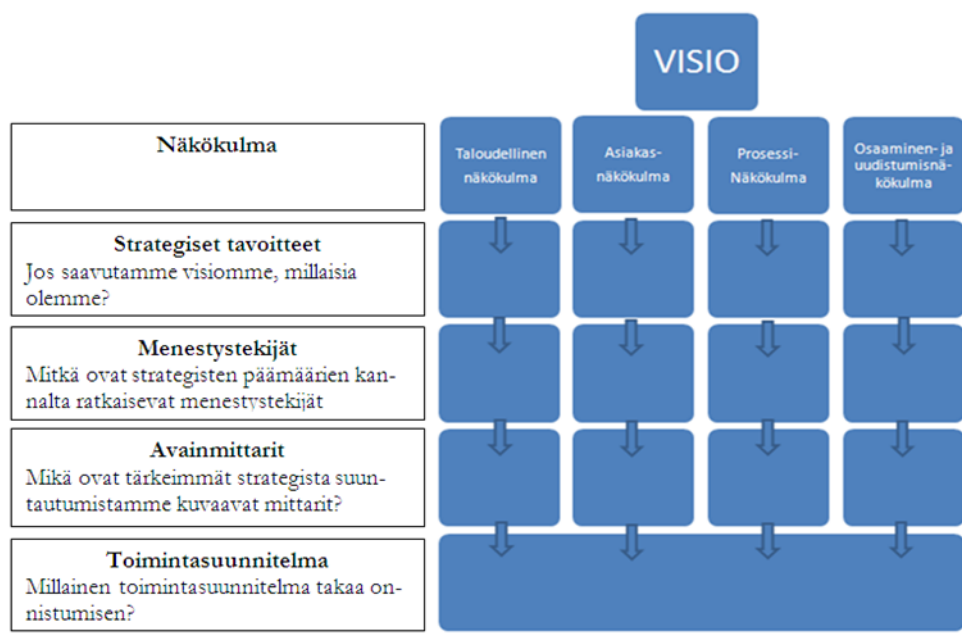 VISIO
Näkökulma
Taloudellinen
näkökulma
Asiakas-
näkökulma
Prosessi-
Näkökulma
Osaaminen- ja
uudistumisnä-
kökulma
Strategiset tavoitteet
Jos saavutamme visiomme, millaisia
olemme?
Menestystekijät
Mitkä ovat strategisten päämäärien kan-
nalta ratkaisevat menestystekijät
Avainmittarit
Mikä ovat tärkeimmät strategista suun-
tautumistamme kuvaavat mittarit?
Toimintasuunnitelma
Millainen toimintasuunnitelma takaa on-
nistumisen?